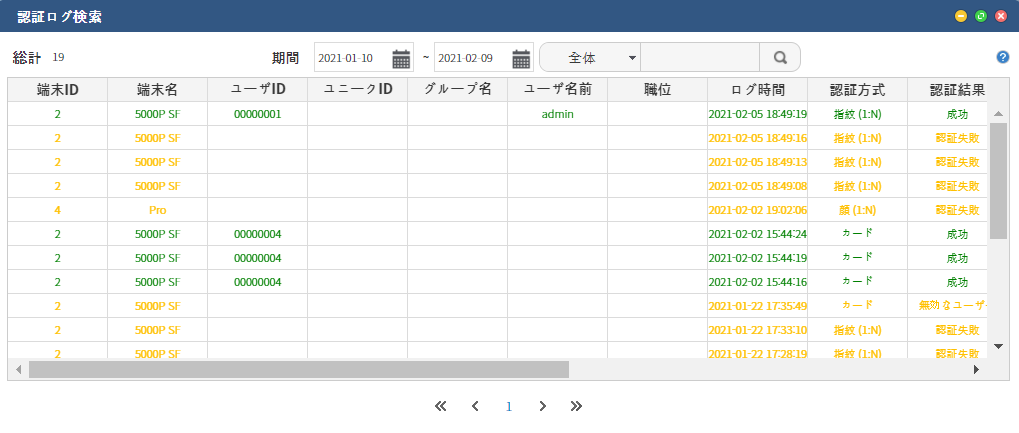 認証ログ検索
総計 19 期間 2021-01-10 ~ 2021-02-09 全体
端末ID 端末名 ユーザID ユニークID グループ名 ユーザ名前 職位 ログ時間 認証方式 認証結果
2 5000P SF 00000001 admin 2021-02-05 18:49:19 指紋 (1:N) 成功
2 5000P SF 2021-02-05 18:49:16 指紋 (1:N) 認証失敗
2 5000P SF 2021-02-05 18:49:13 指紋 (1:N) 認証失敗
2 5000P SF 2021-02-05 18:49:08 指紋 (1:N) 認証失敗
4 Pro 2021-02-02 19:02:06 顔 (1:N) 認証失敗
2 5000P SF 00000004 2021-02-02 15:44:24 カード 成功
2 5000P SF 00000004 2021-02-02 15:44:19 カード 成功
2 5000P SF 00000004 2021-02-02 15:44:16 カード 成功
2 5000P SF 2021-01-22 17:35:49 カード 無効なユーザ
2 5000P SF 2021-01-22 17:33:10 指紋 (1:N) 認証失敗
2 5000P SF 2021-01-22 17:28:19 指紋 (1:N) 認証失敗
1